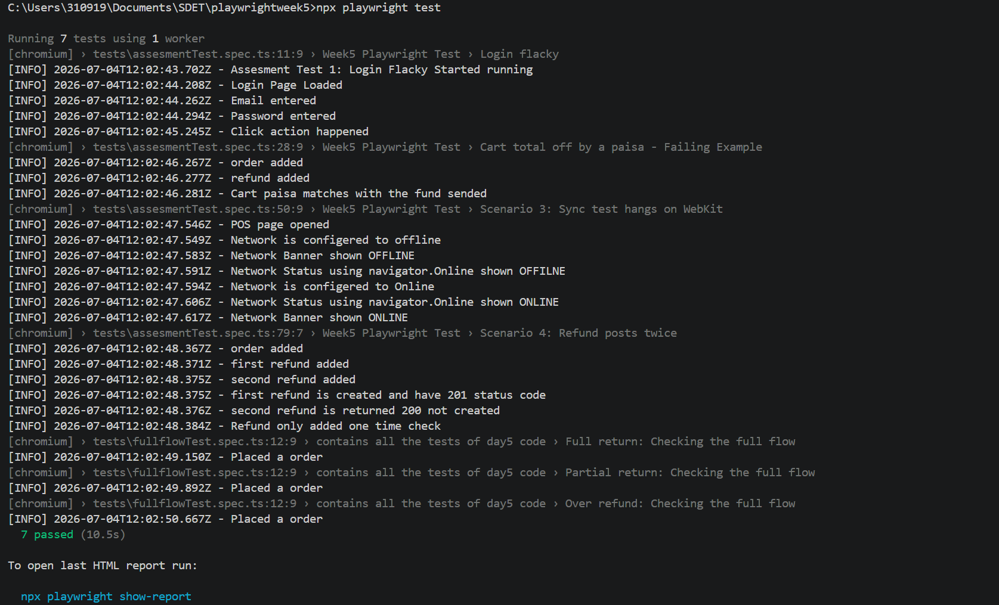 C:\Users\310919\Documents\SDET\playwrightweek5>npx playwright test
Running 7 tests using 1 worker
[chromium] › tests\assesmentTest.spec.ts:11:9 › Week5 Playwright Test › Login flacky
[INFO] 2026-07-04T12:02:43.702Z - Assesment Test 1: Login Flacky Started running
[INFO] 2026-07-04T12:02:44.208Z - Login Page Loaded
[INFO] 2026-07-04T12:02:44.262Z - Email entered
[INFO] 2026-07-04T12:02:44.294Z - Password entered
[INFO] 2026-07-04T12:02:45.245Z - Click action happened
[chromium] › tests\assesmentTest.spec.ts:28:9 › Week5 Playwright Test › Cart total off by a paisa - Failing Example
[INFO] 2026-07-04T12:02:46.267Z - order added
[INFO] 2026-07-04T12:02:46.277Z - refund added
[INFO] 2026-07-04T12:02:46.281Z - Cart paisa matches with the fund sended
[chromium] › tests\assesmentTest.spec.ts:50:9 › Week5 Playwright Test › Scenario 3: Sync test hangs on WebKit
[INFO] 2026-07-04T12:02:47.546Z - POS page opened
[INFO] 2026-07-04T12:02:47.549Z - Network is configered to offline
[INFO] 2026-07-04T12:02:47.583Z - Network Banner shown OFFLINE
[INFO] 2026-07-04T12:02:47.591Z - Network Status using navigator.Online shown OFFILNE
[INFO] 2026-07-04T12:02:47.594Z - Network is configered to Online
[INFO] 2026-07-04T12:02:47.606Z - Network Status using navigator.Online shown ONLINE
[INFO] 2026-07-04T12:02:47.617Z - Network Banner shown ONLINE
[chromium] › tests\assesmentTest.spec.ts:79:7 › Week5 Playwright Test › Scenario 4: Refund posts twice
[INFO] 2026-07-04T12:02:48.367Z - order added
[INFO] 2026-07-04T12:02:48.371Z - first refund added
[INFO] 2026-07-04T12:02:48.375Z - second refund added
[INFO] 2026-07-04T12:02:48.375Z - first refund is created and have 201 status code
[INFO] 2026-07-04T12:02:48.376Z - second refund is returned 200 not created
[INFO] 2026-07-04T12:02:48.384Z - Refund only added one time check
[chromium] › tests\fullflowTest.spec.ts:12:9 › contains all the tests of day5 code › Full return: Checking the full flow
[INFO] 2026-07-04T12:02:49.150Z - Placed a order
[chromium] › tests\fullflowTest.spec.ts:12:9 › contains all the tests of day5 code › Partial return: Checking the full flow
[INFO] 2026-07-04T12:02:49.892Z - Placed a order
[chromium] › tests\fullflowTest.spec.ts:12:9 › contains all the tests of day5 code › Over refund: Checking the full flow
[INFO] 2026-07-04T12:02:50.667Z - Placed a order
7 passed (10.5s)
To open last HTML report run:
npx playwright show-report